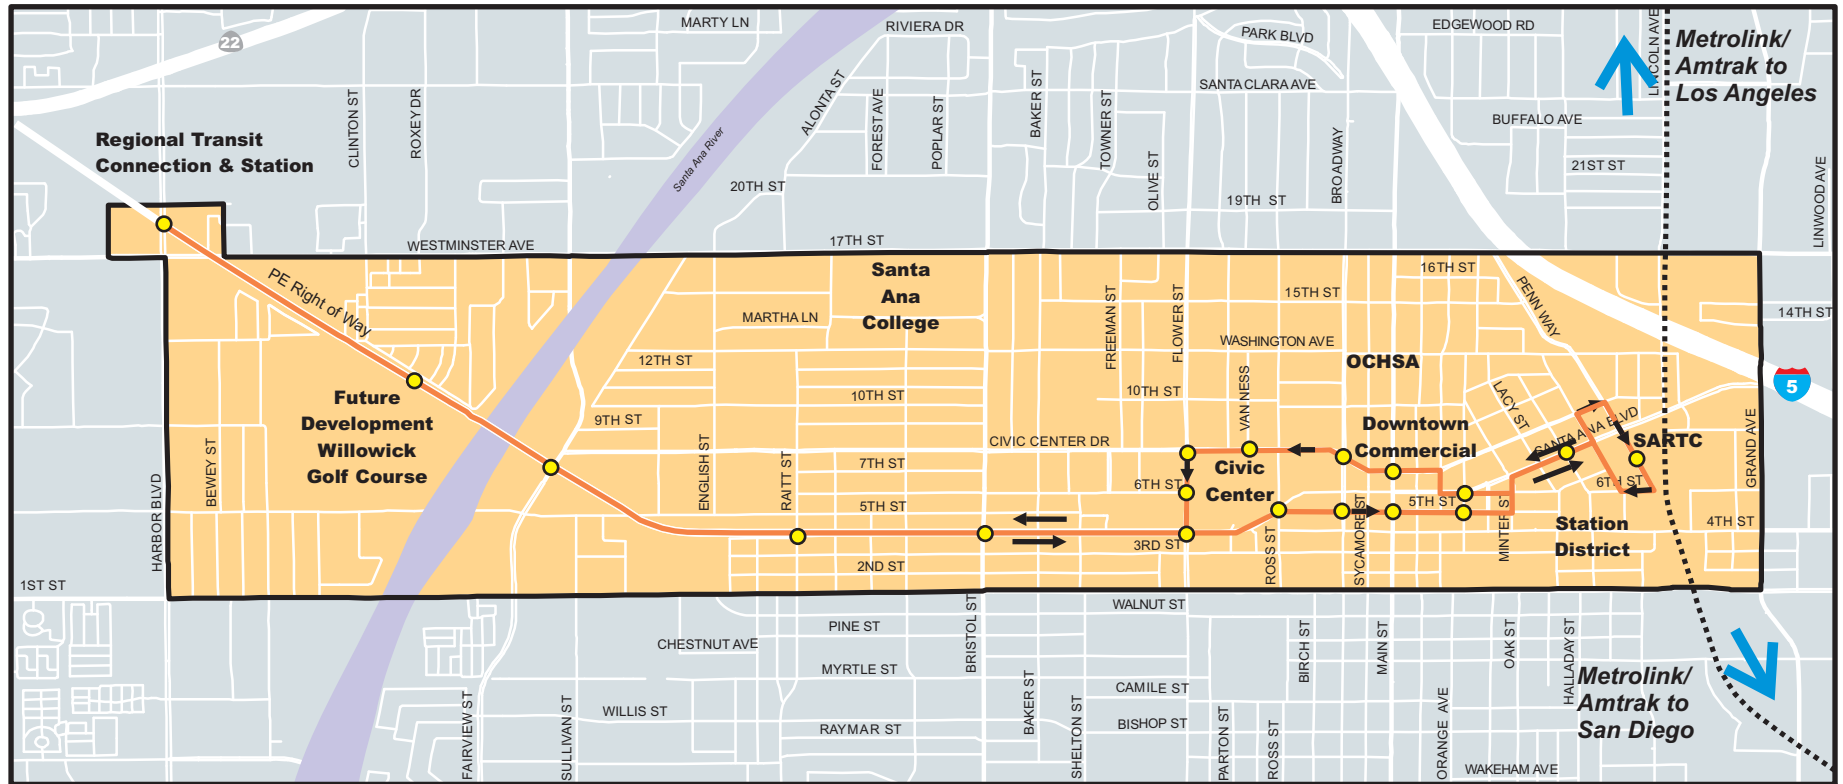 MARTY LN
RIVIERA DR
EDGEWOOD RD
PARK BLVD
LINCOLN AVE
Metrolink/
Amtrak to
Los Angeles
22
SANTA CLARA AVE
BUFFALO AVE
21ST ST
CLINTON ST
ROXEY DR
ALONTA ST
FOREST AVE
POPLAR ST
BAKER ST
TOWNER ST
OLIVE ST
BROADWAY
LINWOOD AVE
Regional Transit
Connection & Station
Santa Ana River
20TH ST
19TH ST
WESTMINSTER AVE
17TH ST
PE Right of Way
Santa
Ana
College
16TH ST
15TH ST
PENN WAY
14TH ST
MARTHA LN
FREEMAN ST
FLOWER ST
WASHINGTON AVE
OCHSA
12TH ST
10TH ST
10TH ST
VAN NESS
LACY ST
5
Future
Development
Willowick
Golf Course
9TH ST
CIVIC CENTER DR
Downtown
Commercial
SANTA ANA BLVD
SARTC
GRAND AVE
HARBOR BLVD
BEWEY ST
ENGLISH ST
RAITT ST
7TH ST
6TH ST
Civic
Center
6TH ST
5TH ST
5TH ST
SYCAMORE ST
MINTER ST
Station
District
4TH ST
3RD ST
ROSS ST
2ND ST
1ST ST
WALNUT ST
PINE ST
CHESTNUT AVE
BRISTOL ST
MYRTLE ST
BIRCH ST
MAIN ST
OAK ST
HALLADAY ST
Metrolink/
Amtrak to
San Diego
CAMILE ST
WILLIS ST
BISHOP ST
RAYMAR ST
FAIRVIEW ST
SULLIVAN ST
BAKER ST
SHELTON ST
PARTON ST
ROSS ST
ORANGE AVE
WAKEHAM AVE